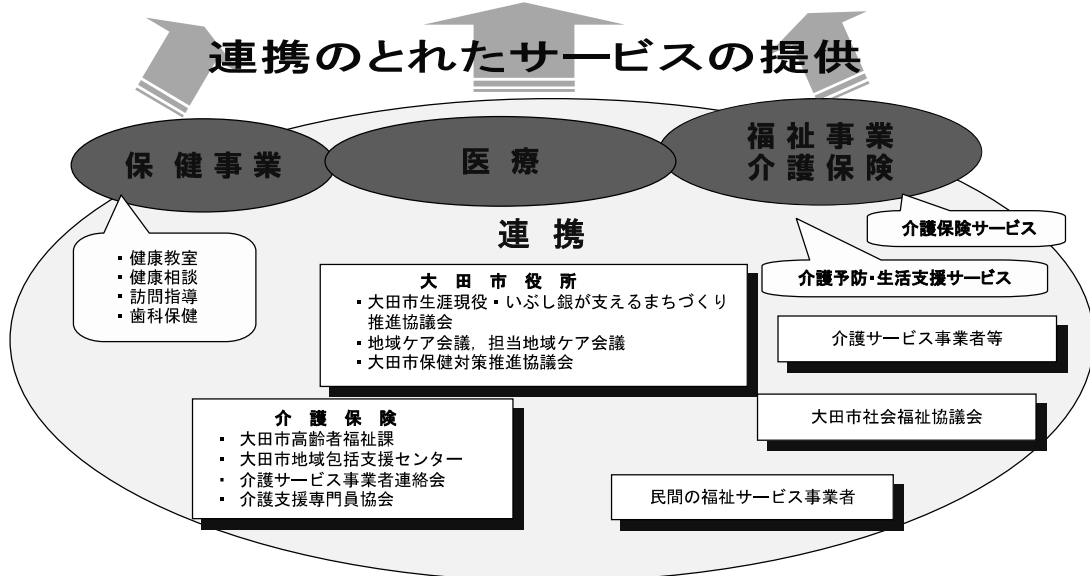 連携のとれたサービスの提供
保健事業
医療
福祉事業
介護保険
連携
介護保険サービス
介護予防・生活支援サービス
・健康教室
・健康相談
・訪問指導
・歯科保健
大田市役所
・大田市生涯現役・いぶし銀が支えるまちづくり
推進協議会
・地域ケア会議，担当地域ケア会議
・大田市保健対策推進協議会
介護サービス事業者等
大田市社会福祉協議会
介護保険
・ 大田市高齢者福祉課
・ 大田市地域包括支援センター
・ 介護サービス事業者連絡会
・ 介護支援専門員協会
民間の福祉サービス事業者